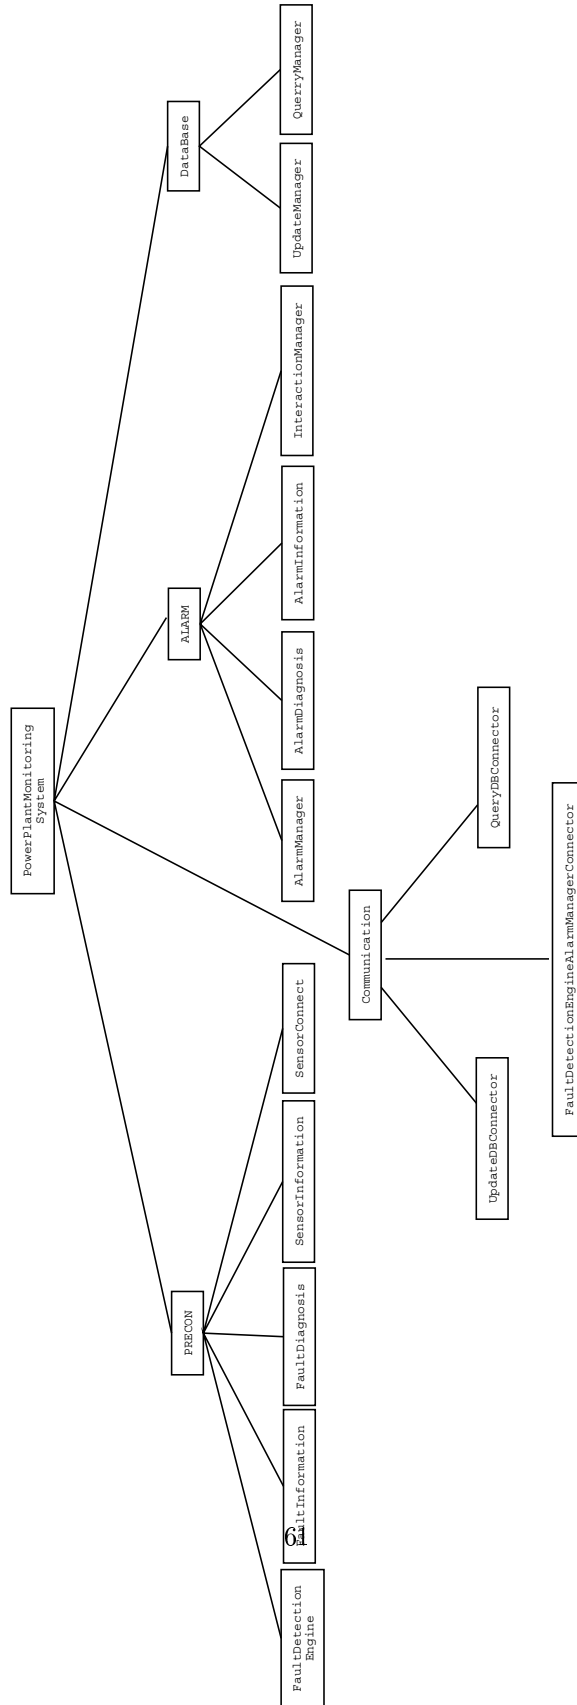 PowerPlantMonitoring
System
PRECON
Communication
ALARM
DataBase
FaultDetection
Engine
FaultInformation
FaultDiagnosis
SensorInformation
SensorConnect
AlarmManager
AlarmDiagnosis
AlarmInformation
InteractionManager
UpdateManager
QuerryManager
UpdateDBConnector
FaultDetectionEngineAlarmManagerConnector
QueryDBConnector
61